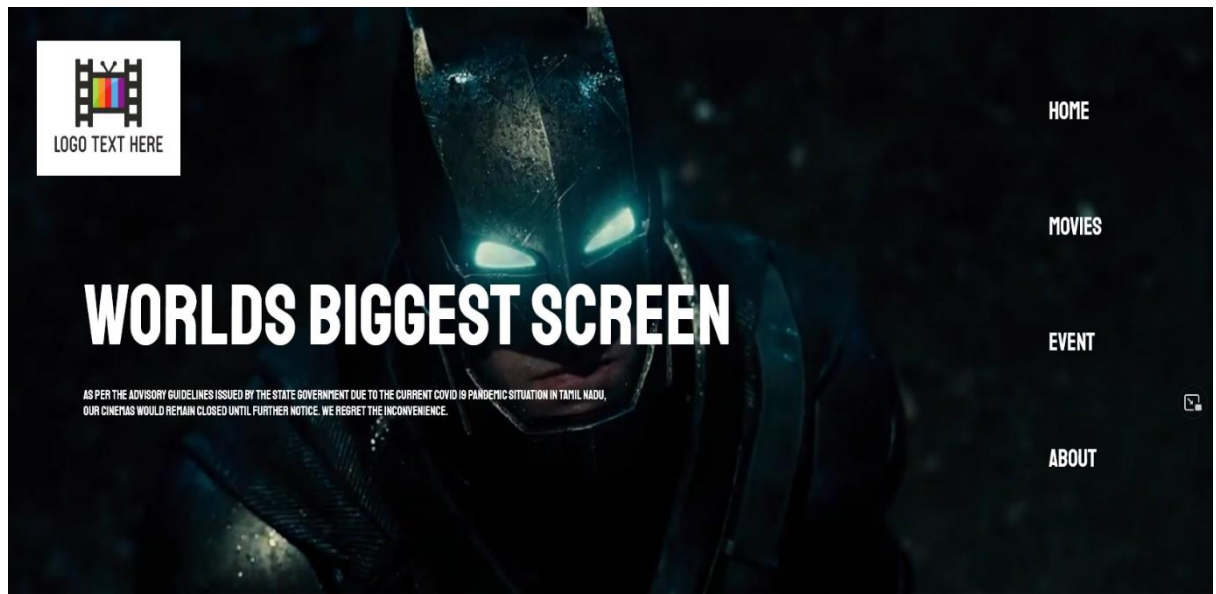 LOGO TEXT HERE
HOME
MOVIES
WORLDS BIGGEST SCREEN
EVENT
AS PER THE ADVISORY GUIDELINES ISSUED BY THE STATE GOVERNMENT DUE TO THE CURRENT COVID 19 PANDEMIC SITUATION IN TAMIL NADU,
OUR CINEMAS WOULD REMAIN CLOSED UNTIL FURTHER NOTICE. WE REGRET THE INCONVENIENCE.
ABOUT